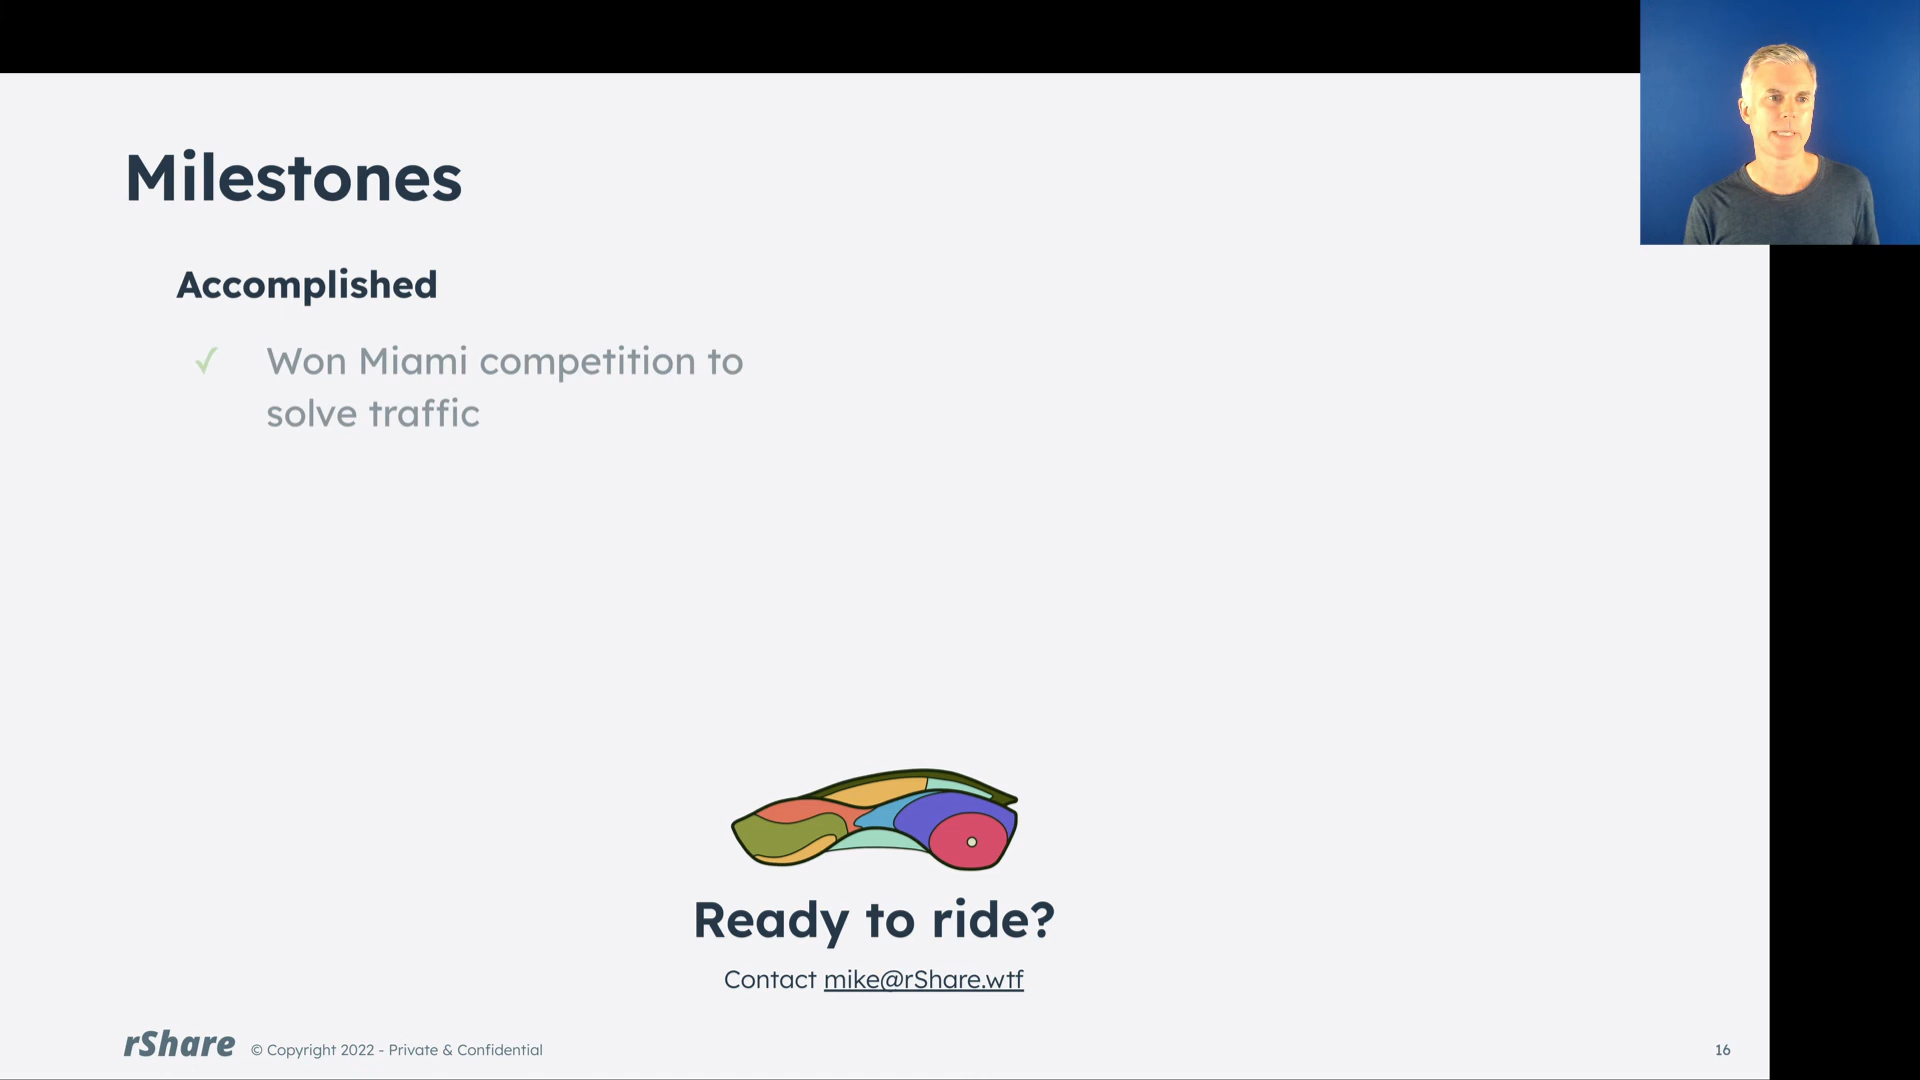 Milestones
Accomplished
✓ Won Miami competition to
solve traffic
Ready to ride?
Contact mike@rShare.wtf
rShare © Copyright 2022 - Private & Confidential
16